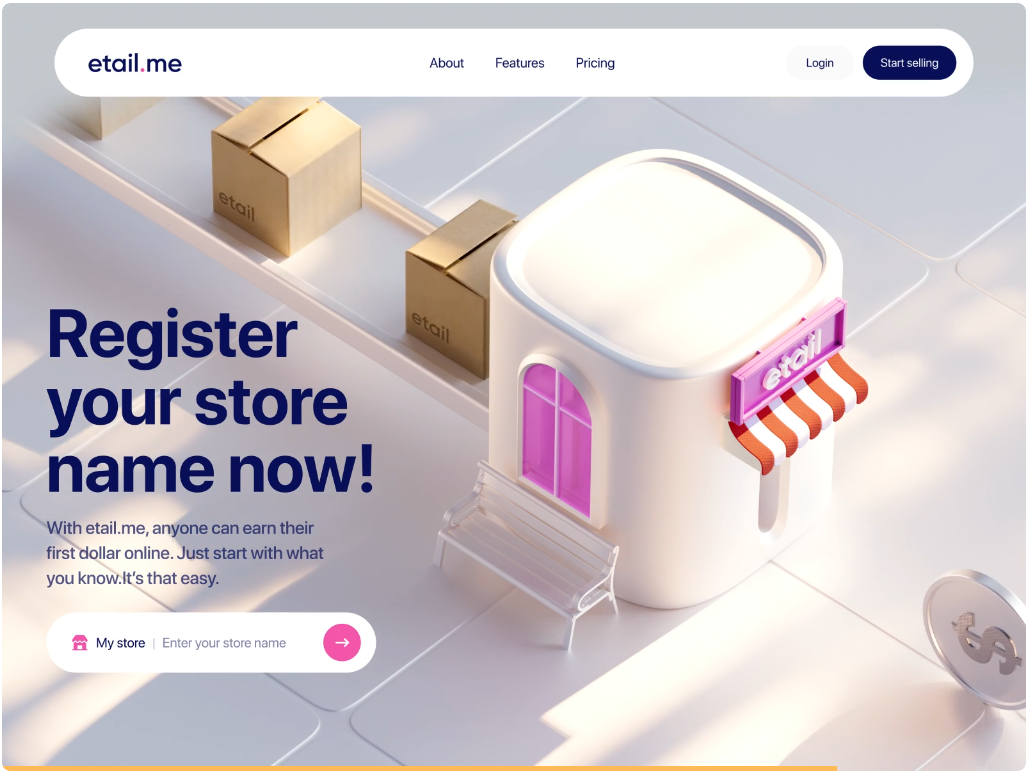 etail.me
About
Features
Pricing
Login
Start selling
etail
etail
etail
Register
your store
name now!
With etail.me, anyone can earn their
first dollar online. Just start with what
you know.It's that easy.
My store | Enter your store name
$